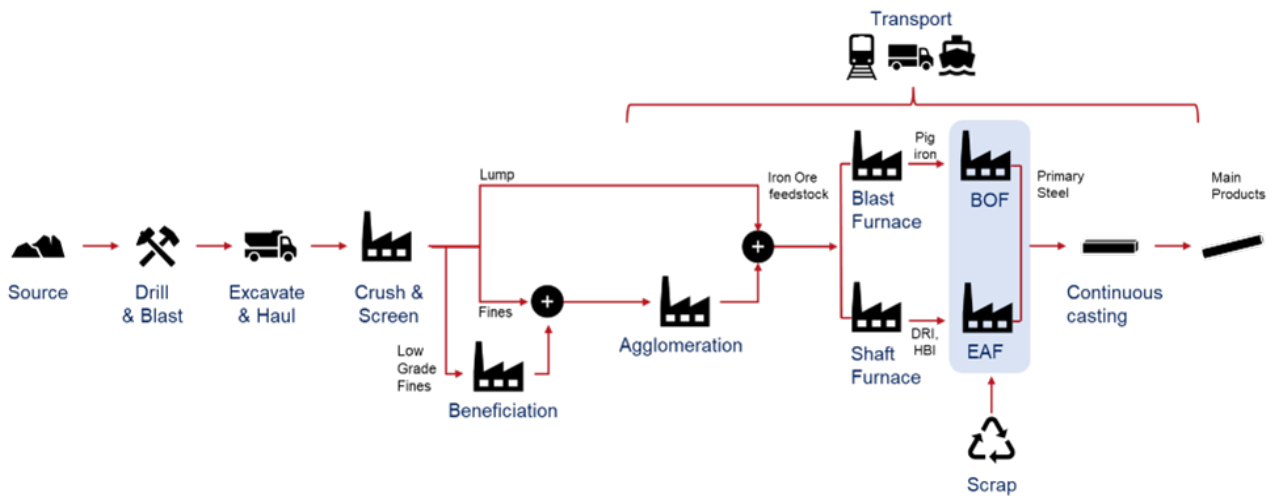 Transport
Lump
Iron Ore
feedstock
Pig
iron
Blast
Furnace
BOF
Primary
Steel
Main
Products
Source
Drill
& Blast
Excavate
& Haul
Crush &
Screen
Fines
Agglomeration
Low
Grade
Fines
Beneficiation
Shaft
Furnace
DRI,
HBI
EAF
Continuous
casting
Scrap